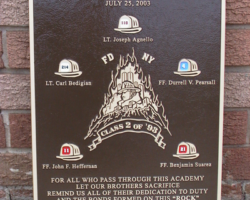 JULY 25, 2003
LT. Joseph Agnello
FD NY
LT. Carl Bedigian
FF: Durrell V. Pearsall
CLASS 2 OF '93
FF: John F. Heffernan
FF: Benjamin Suarez
FOR ALL WHO PASS THROUGH THIS ACADEMY
LET OUR BROTHERS SACRIFICE
REMIND US ALL OF THEIR DEDICATION TO DUTY
AND THE BONDS FORMED ON THIS "ROCK"